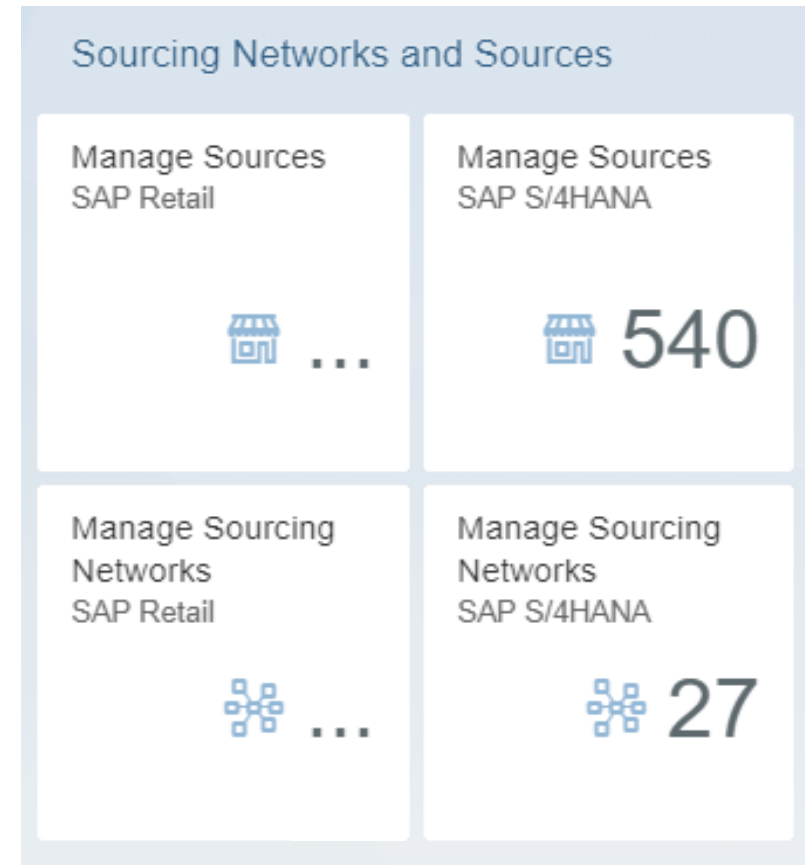 Sourcing Networks and Sources
Manage Sources
SAP Retail
...
Manage Sources
SAP S/4HANA
540
Manage Sourcing
Networks
SAP Retail
...
Manage Sourcing
Networks
SAP S/4HANA
27